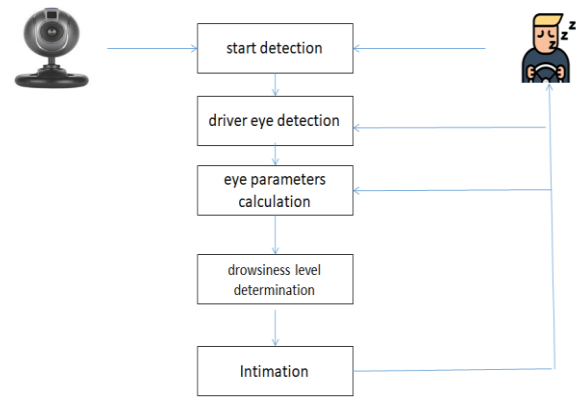 start detection
z
z
z
driver eye detection
eye parameters
calculation
drowsiness level
determination
Intimation